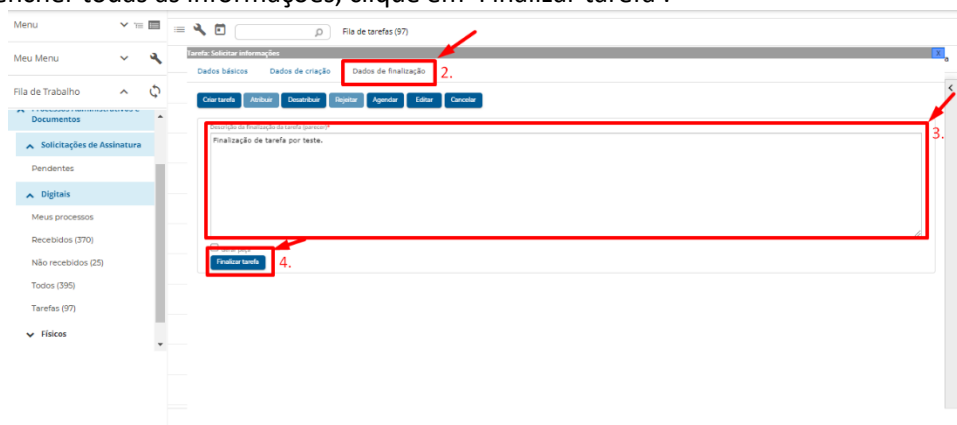 todas as informações, clique em 'Finalizar tarefa'.
Menu
Fila de tarefas (97)
Meu Menu
Tarefa: Solicitar informações
X
Dados básicos Dados de criação Dados de finalização 2.
Fila de Trabalho
Criar tarefa Atribuir Desatribuir Rejeitar Agendar Editar Cancelar
Processos Administrativos e
Documentos
Descrição da finalização da tarefa (parecer)*
3.
Finalização de tarefa por teste.
Solicitações de Assinatura
Pendentes
Digitais
Meus processos
Recebidos (370)
Não recebidos (25)
Finalizar tarefa 4.
Todos (395)
Tarefas (97)
Físicos